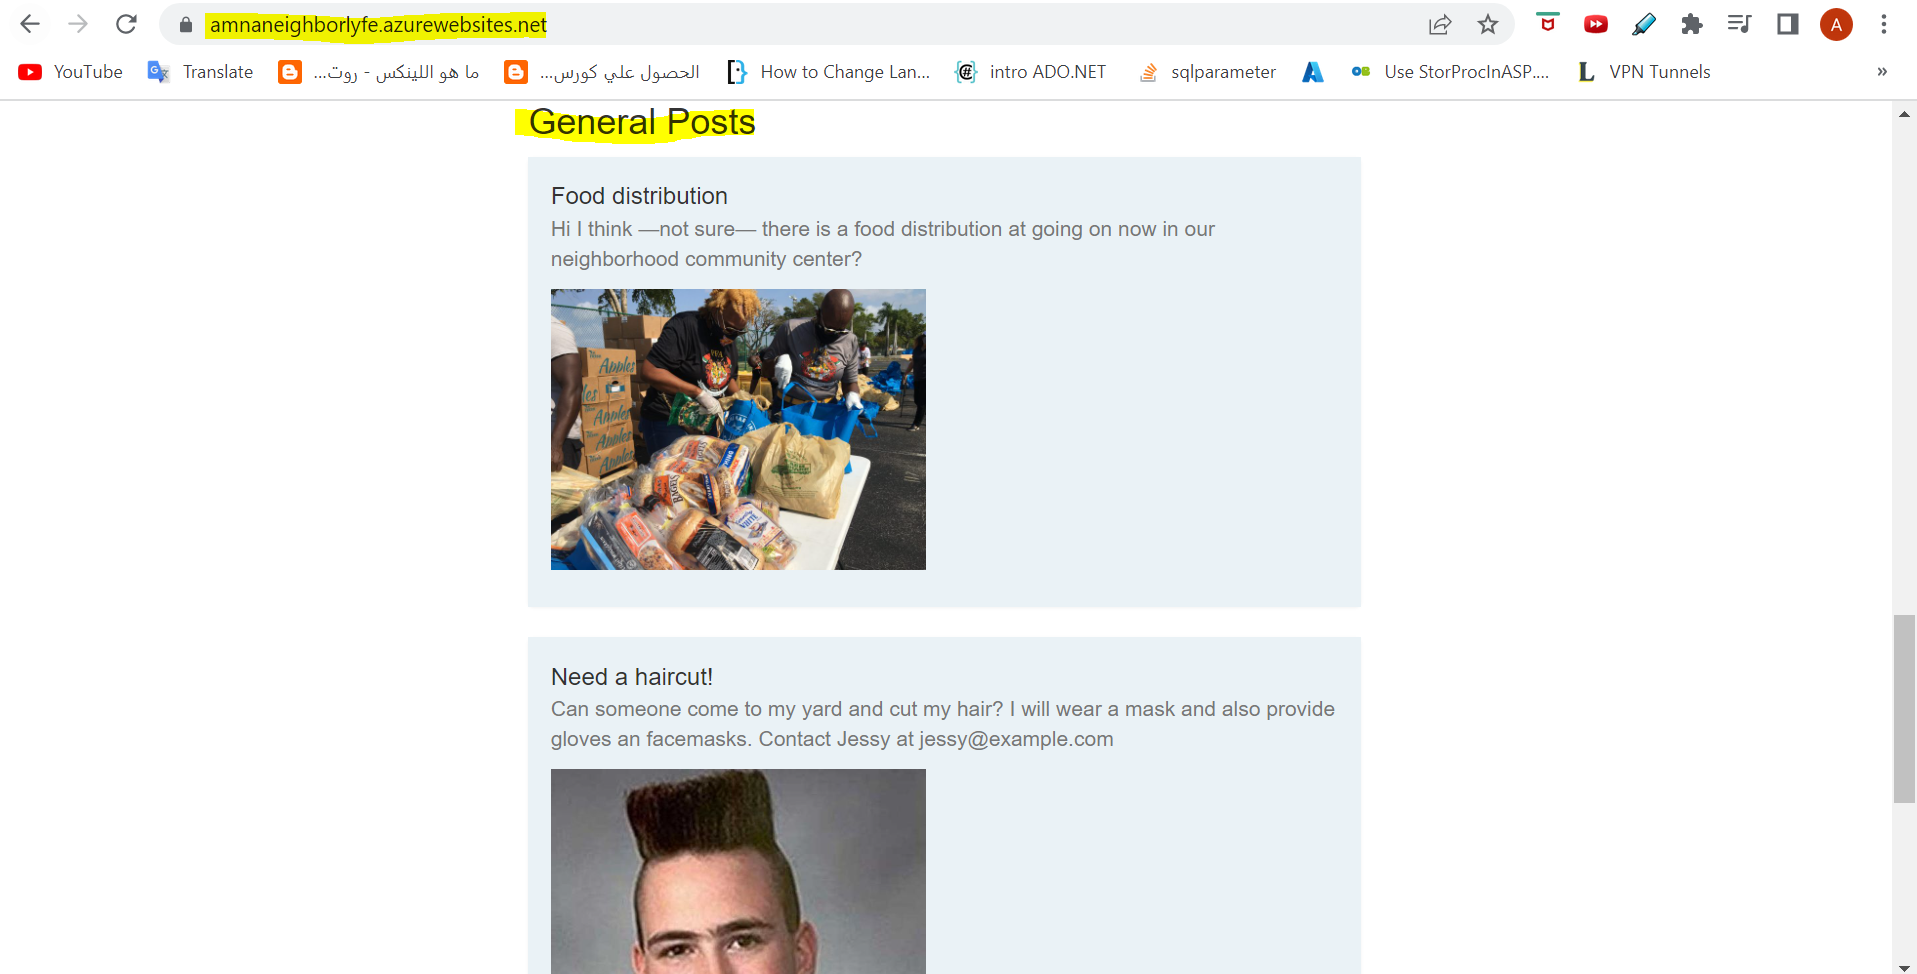 amnaneighborlyfe.azurewebsites.net
A
YouTube
Translate
ما هو اللينكس - روت...
الحصول علي كورس...
How to Change Lan...
intro ADO.NET
sqlparameter
Use StorProcInASP....
VPN Tunnels
»
General Posts
Food distribution
Hi I think —not sure— there is a food distribution at going on now in our
neighborhood community center?
Apples
Apples
Apples
Apples
BAGELS
WHITE
Need a haircut!
Can someone come to my yard and cut my hair? I will wear a mask and also provide
gloves an facemasks. Contact Jessy at jessy@example.com